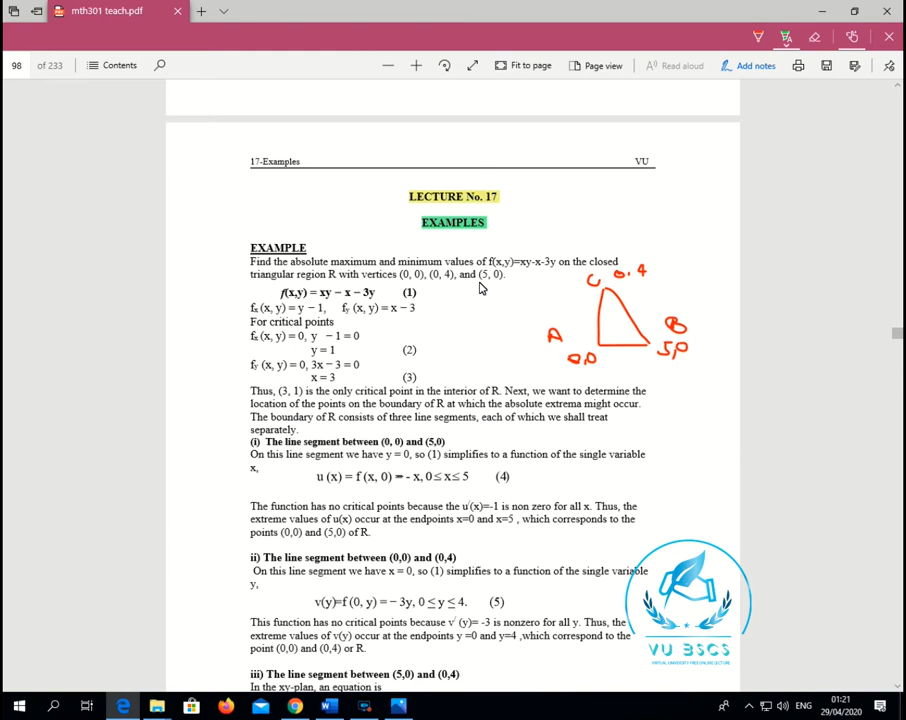 mth301 teach.pdf
98 of 233 Contents Fit to page Page view Read aloud Add notes
17-Examples VU
LECTURE No. 17
EXAMPLES
EXAMPLE
Find the absolute maximum and minimum values of f(x,y)=xy-x-3y on the closed
triangular region R with vertices (0, 0), (0, 4), and (5, 0).
f(x,y) = xy − x − 3y (1)
fx (x, y) = y − 1, fy (x, y) = x − 3
For critical points
fx (x, y) = 0, y − 1 = 0
y = 1 (2)
fy (x, y) = 0, 3x − 3 = 0
x = 3 (3)
C 0,4
A
0,0
B
5,0
Thus, (3, 1) is the only critical point in the interior of R. Next, we want to determine the
location of the points on the boundary of R at which the absolute extrema might occur.
The boundary of R consists of three line segments, each of which we shall treat
separately.
(i) The line segment between (0, 0) and (5,0)
On this line segment we have y = 0, so (1) simplifies to a function of the single variable
x,
u (x) = f (x, 0) = - x, 0 ≤ x ≤ 5 (4)
The function has no critical points because the u/(x)=-1 is non zero for all x. Thus, the
extreme values of u(x) occur at the endpoints x=0 and x=5 , which corresponds to the
points (0,0) and (5,0) of R.
ii) The line segment between (0,0) and (0,4)
On this line segment we have x = 0, so (1) simplifies to a function of the single variable
y,
v(y)=f (0, y) = − 3y, 0 ≤ y ≤ 4. (5)
This function has no critical points because v/ (y)= -3 is nonzero for all y. Thus, the
extreme values of v(y) occur at the endpoints y =0 and y=4 ,which correspond to the
point (0,0) and (0,4) or R.
iii) The line segment between (5,0) and (0,4)
In the xy-plan, an equation is
VU BSCS
VIRTUAL UNIVERSITY FREE ONLINE LECTURE
ENG
01:21
29/04/2020